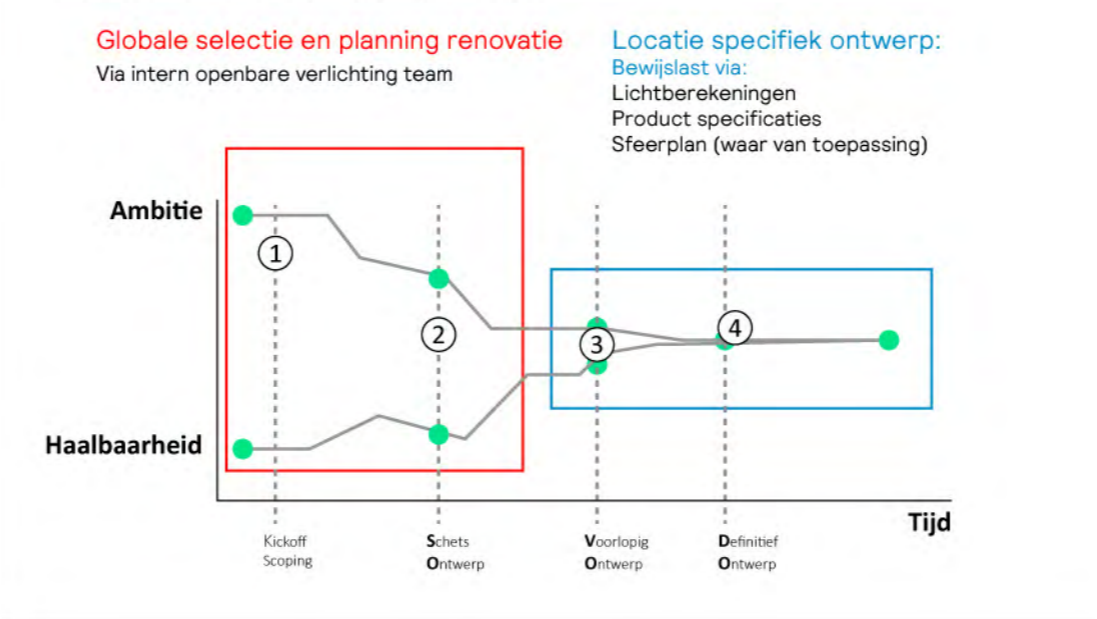 Globale selectie en planning renovatie
Via intern openbare verlichting team
Locatie specifiek ontwerp:
Bewijslast via:
Lichtberekeningen
Product specificaties
Sfeerplan (waar van toepassing)
Ambitie
1
2
3
4
Haalbaarheid
Tijd
Kickoff
Scoping
Schets
Ontwerp
Voorlopig
Ontwerp
Definitief
Ontwerp